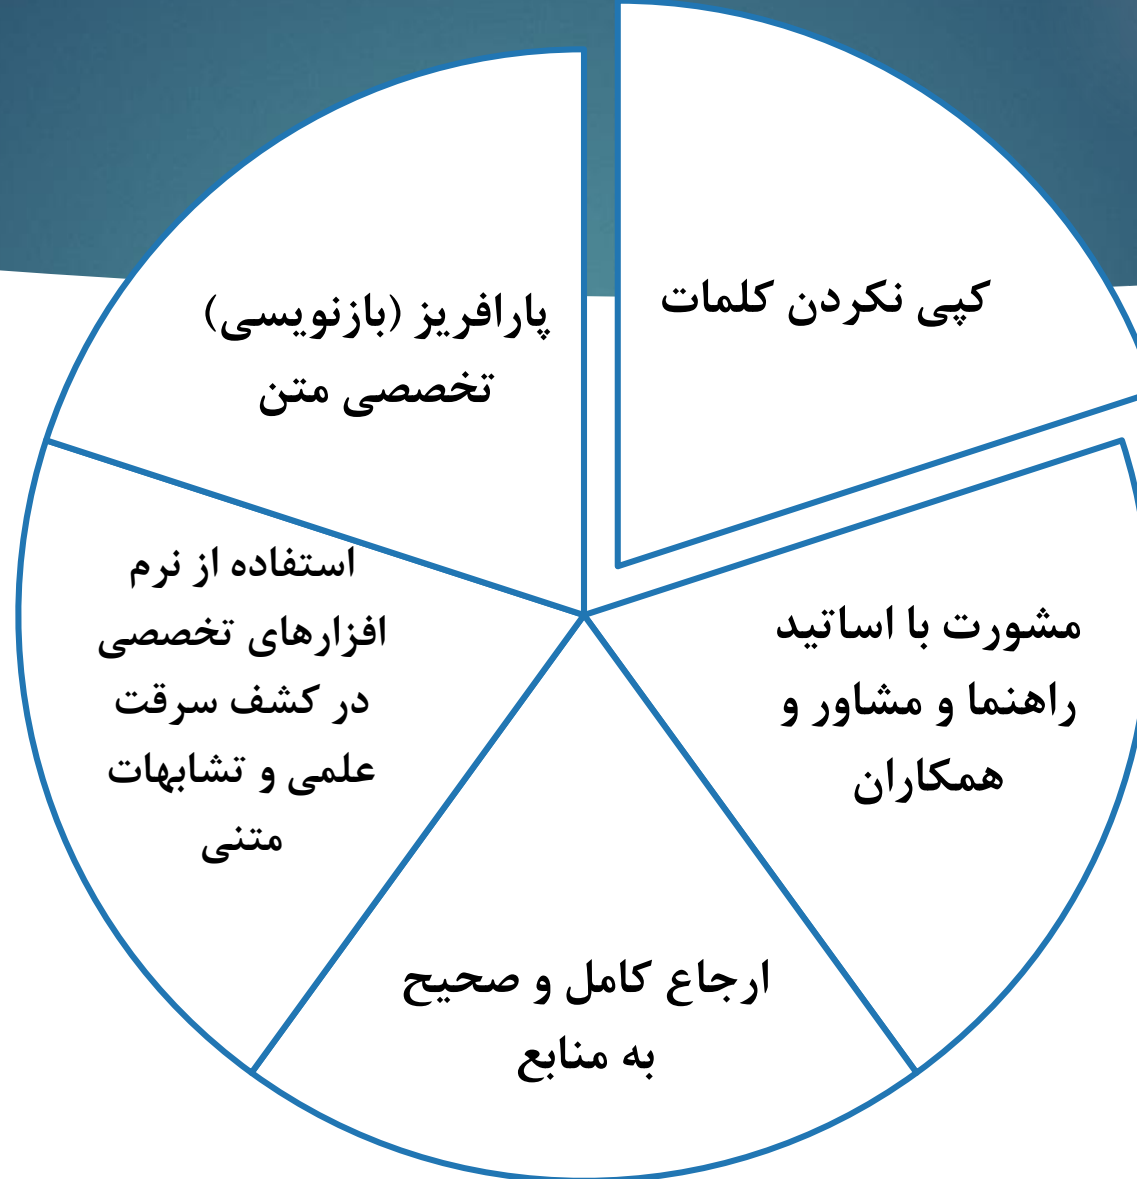 کپی نکردن کلمات
پارافریز (بازنویسی)
تخصصی متن
استفاده از نرم
افزارهای تخصصی
در کشف سرقت
علمی و تشابهات
متنی
مشورت با اساتید
راهنما و مشاور و
همکاران
ارجاع کامل و صحیح
به منابع